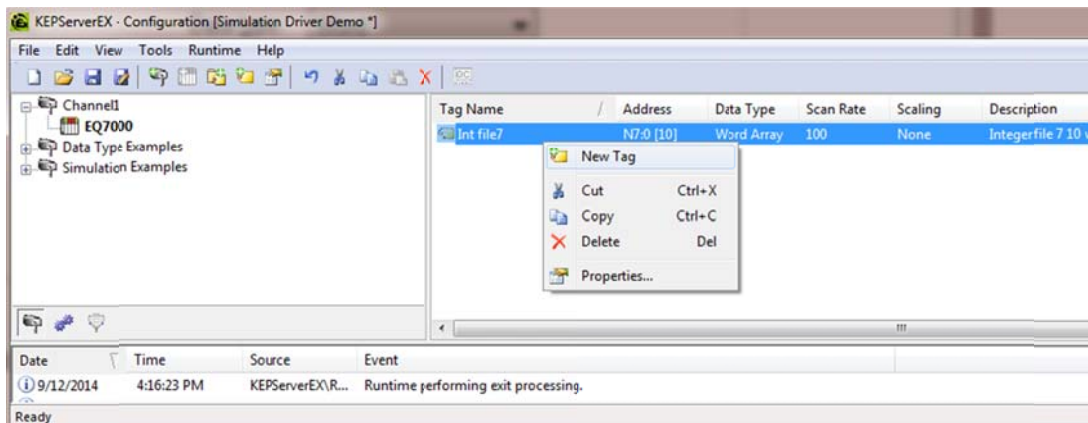 KEPServerEX - Configuration [Simulation Driver Demo *]
File Edit View Tools Runtime Help
Channel1
EQ7000
Data Type Examples
Simulation Examples
Tag Name / Address Data Type Scan Rate Scaling Description
Int file7 N7:0 [10] Word Array 100 None Integerfile 7 10
New Tag
Cut Ctrl+X
Copy Ctrl+C
Delete Del
Properties...
Date Time Source Event
9/12/2014 4:16:23 PM KEPServerEX\R... Runtime performing exit processing.
Ready